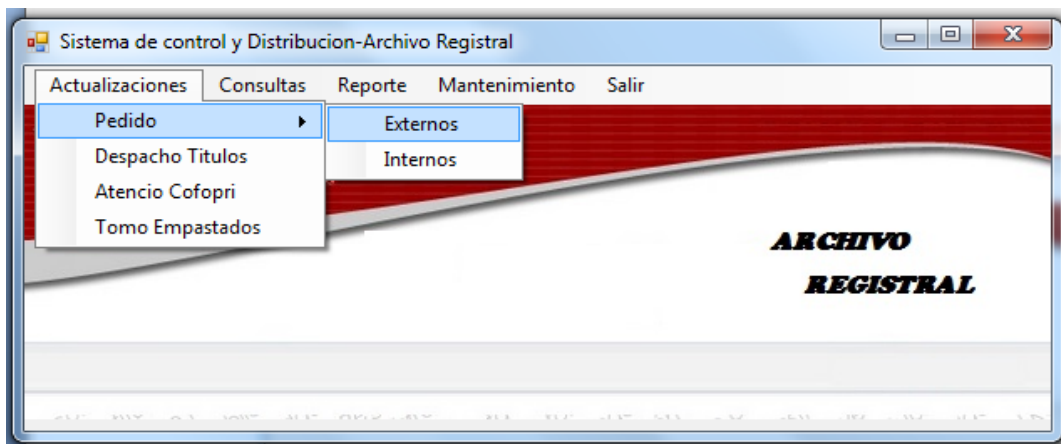 Sistema de control y Distribucion-Archivo Registral
Actualizaciones Consultas Reporte Mantenimiento Salir
Pedido Externos
Despacho Titulos Internos
Atencio Cofopri
Tomo Empastados
ARCHIVO
REGISTRAL